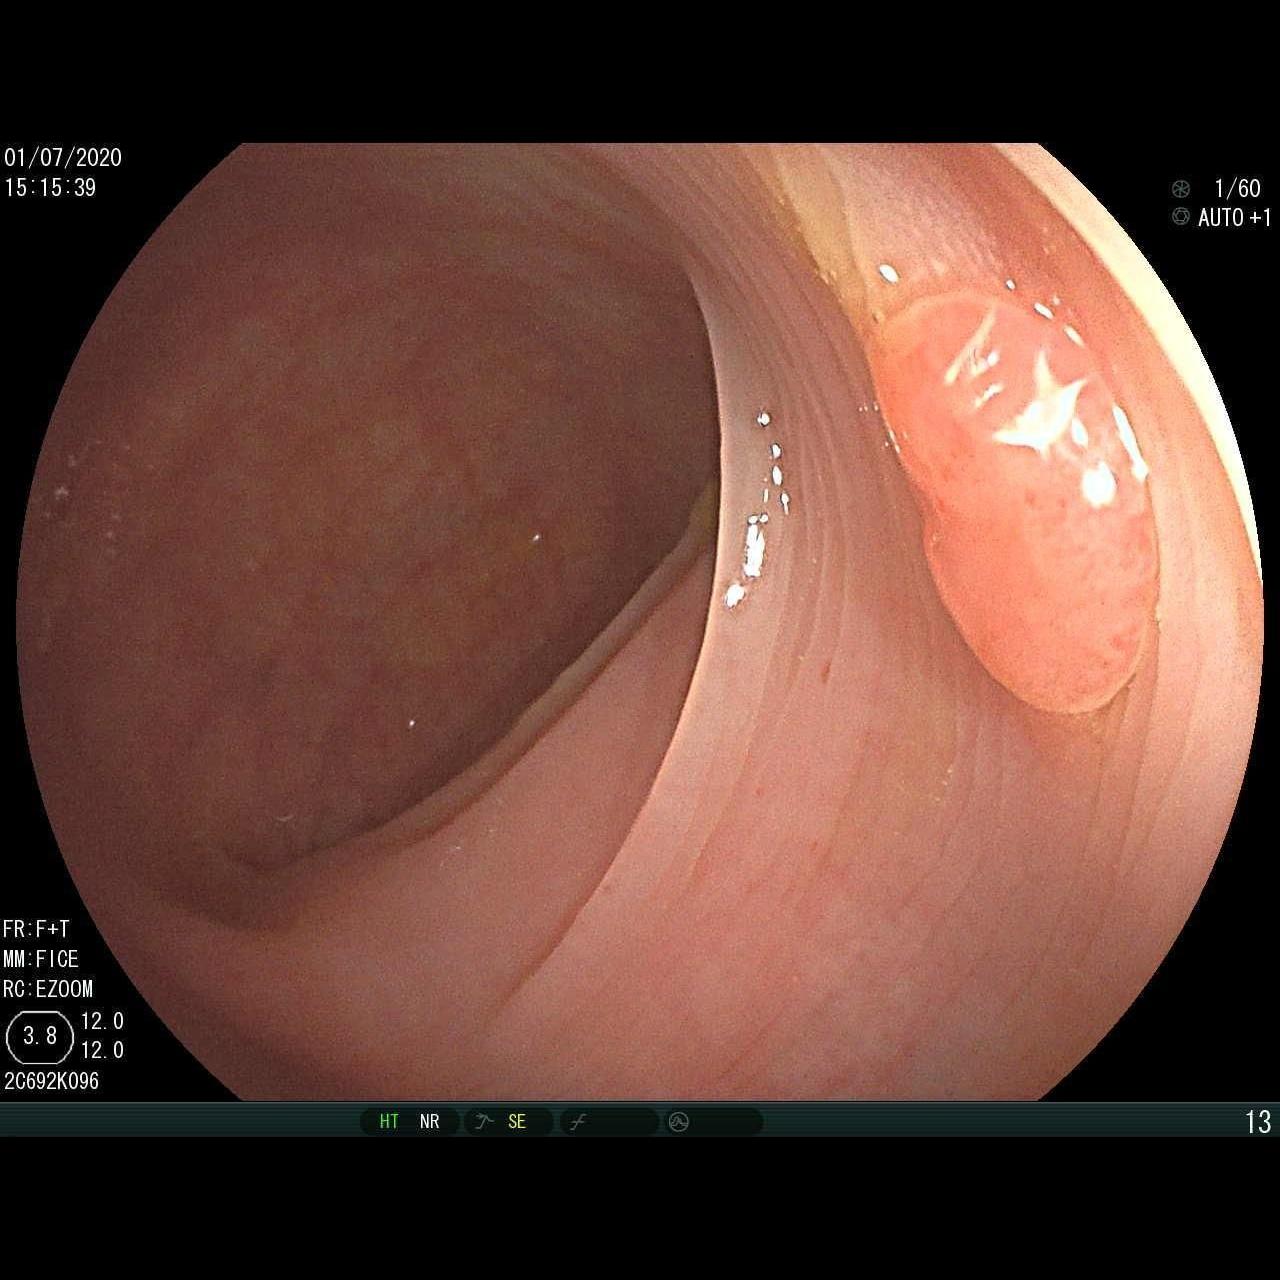 01/07/2020
15:15:39
1/60
AUTO +1
FR:F+T
MM:FICE
RC:EZOOM
3.8
12.0
12.0
2C692K096
HT NR SE
13